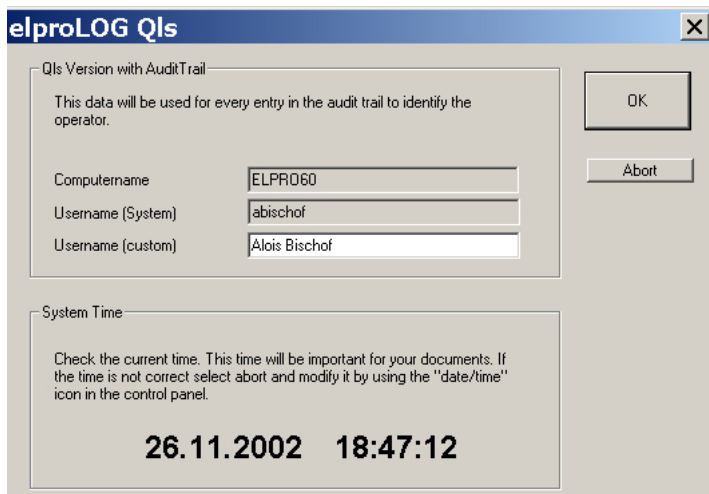 elproLOG Qls
Qls Version with AuditTrail
This data will be used for every entry in the audit trail to identify the
operator.
OK
Abort
Computername ELPRO60
Username (System) abischof
Username (custom) Alois Bischof
System Time
Check the current time. This time will be important for your documents. If
the time is not correct select abort and modify it by using the "date/time"
icon in the control panel.
26.11.2002 18:47:12